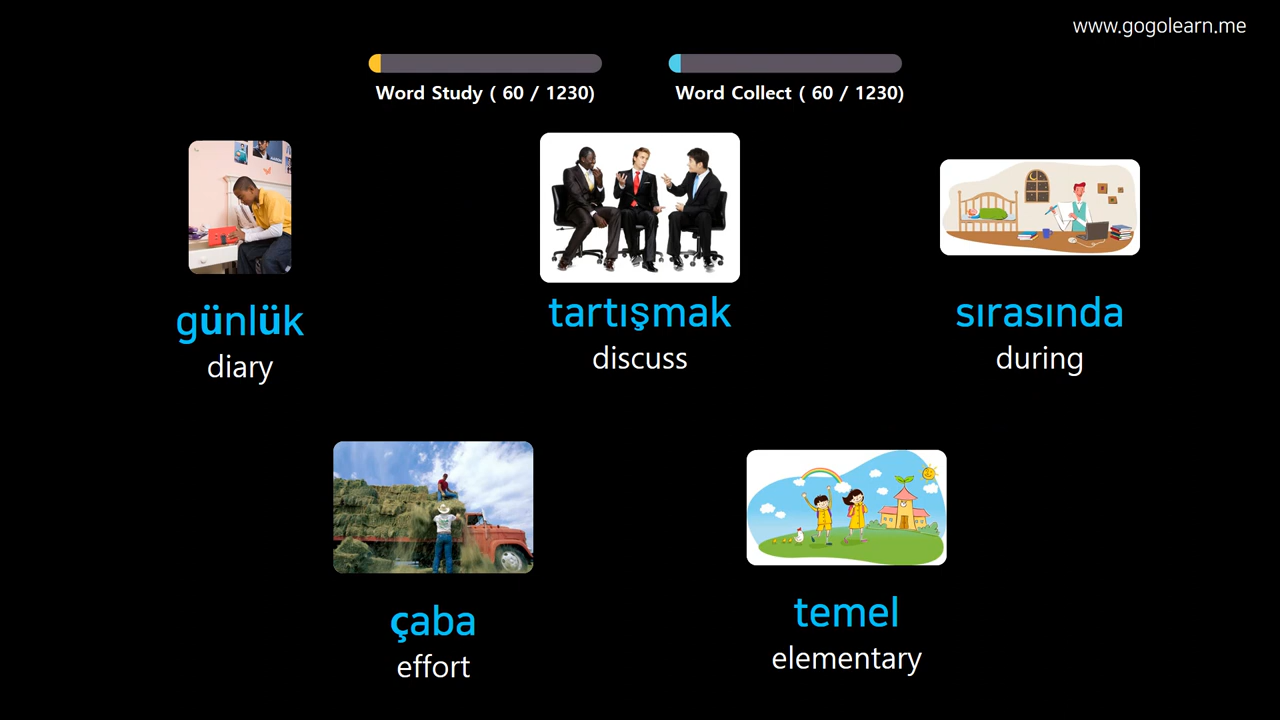 www.gogolearn.me
Word Study ( 60 / 1230)
Word Collect ( 60 / 1230)
günlük
diary
tartışmak
discuss
sırasında
during
çaba
effort
temel
elementary